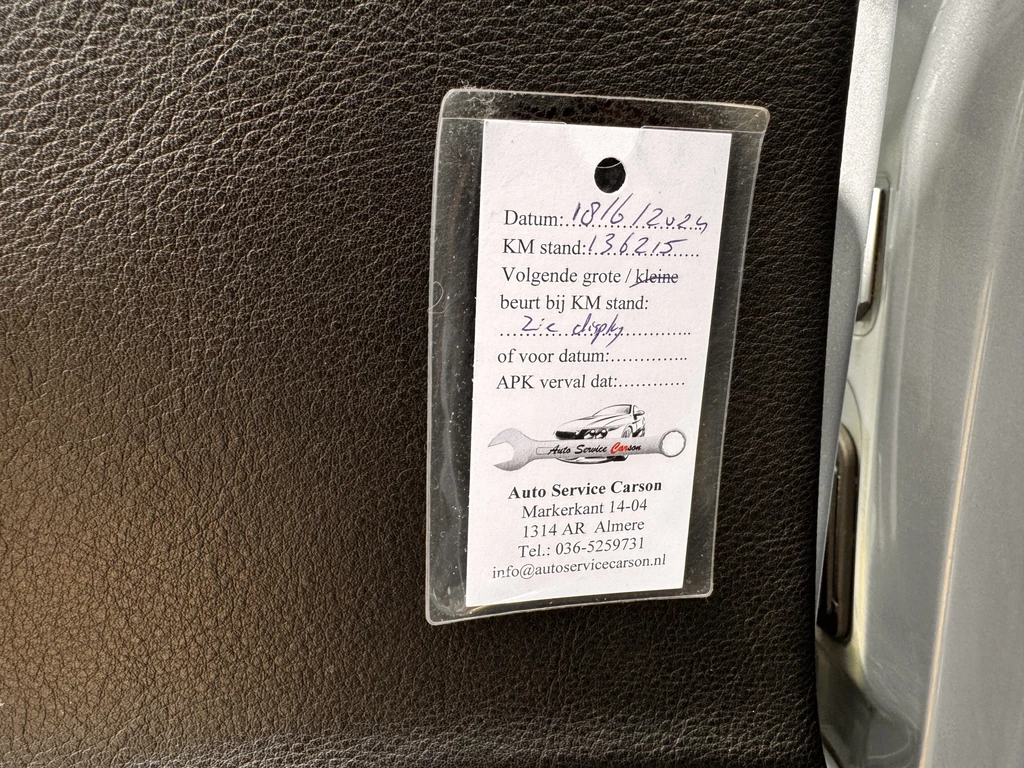 Datum: 18/6/2024
KM stand: 136215
Volgende grote / kleine
beurt bij KM stand:
Zie display
of voor datum:..............
APK verval dat:............
Auto Service Carson
Auto Service Carson
Markerkant 14-04
1314 AR Almere
Tel.: 036-5259731
info@autoservicecarson.nl